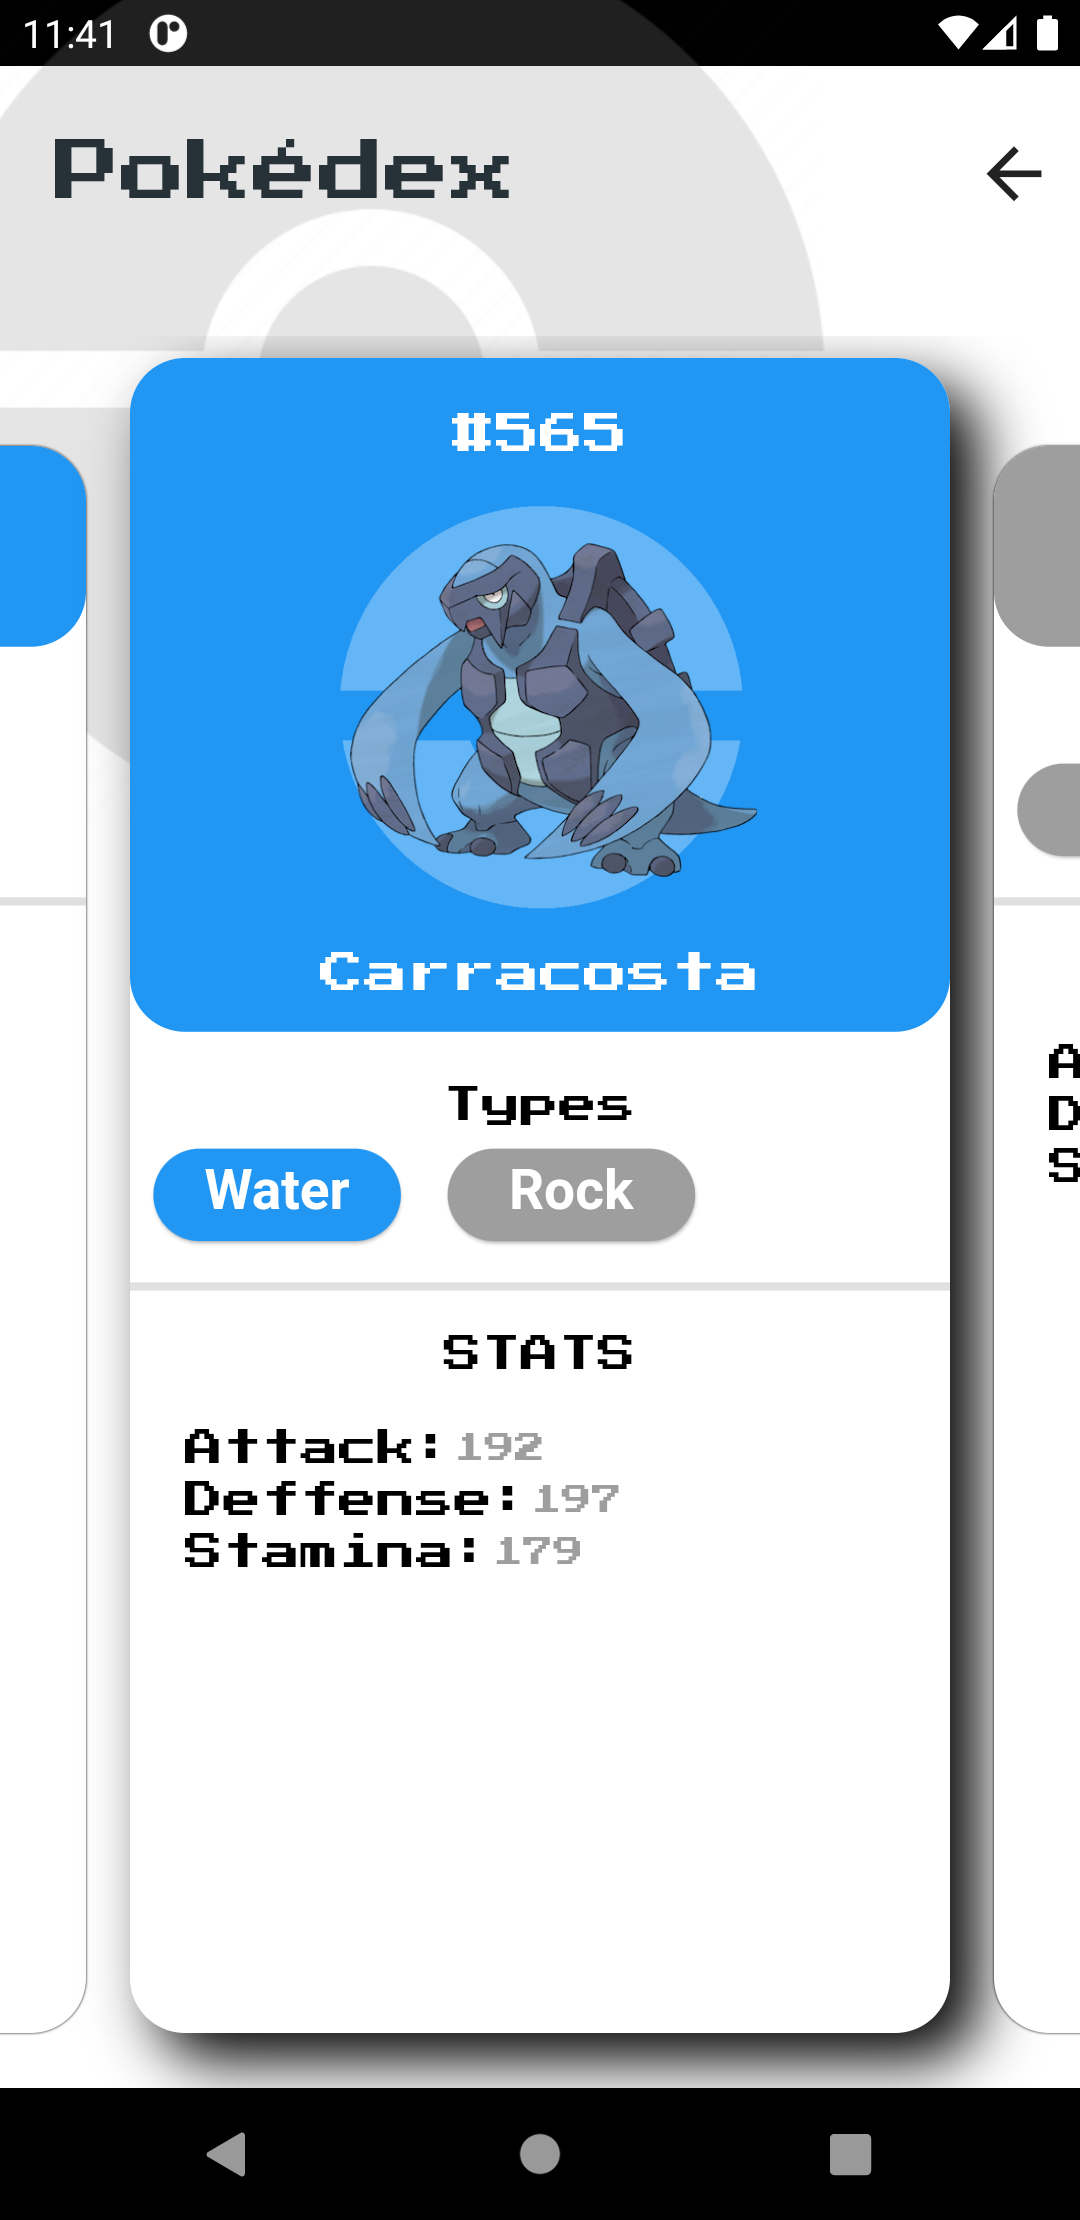 11:41
Pokédex
#565
Carracosta
Types
Water Rock
STATS
Attack: 192
Deffense: 197
Stamina: 179
A
D
S